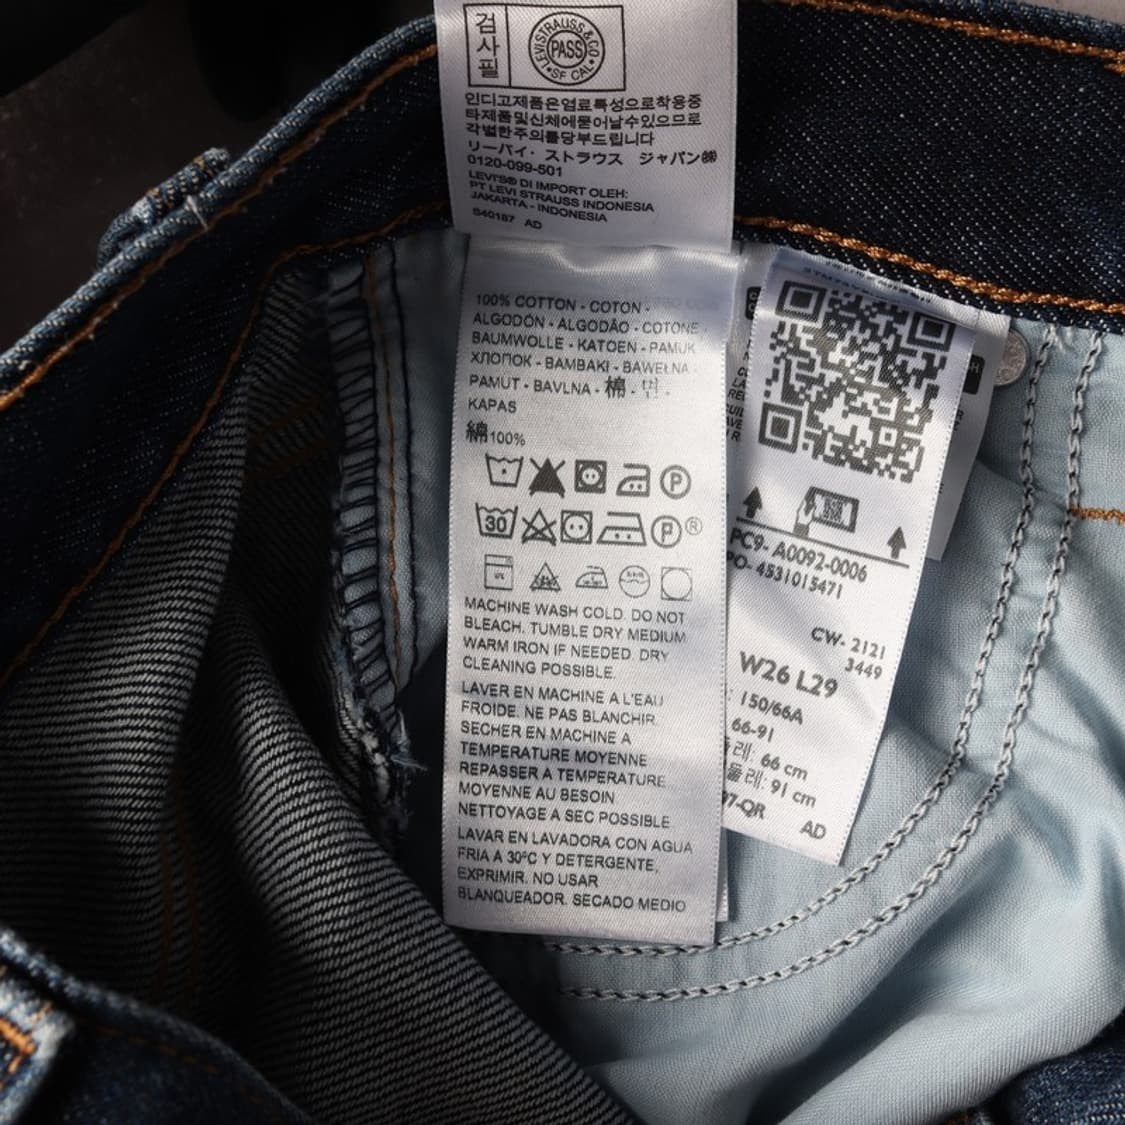 검
사
필
LEVI STRAUSS & CO.
PASS
SF CAL
인디고제품은염료특성으로착용중
타제품및신체에묻어날수있으므로
각별한주의를당부드립니다
リーバイ・ストラウス ジャパン㈱
0120-099-501
LEVI'S® DI IMPORT OLEH:
PT LEVI STRAUSS INDONESIA
JAKARTA - INDONESIA
S40187 AD
100% COTTON - COTON -
ALGODÓN - ALGODÃO - COTONE -
BAUMWOLLE - KATOEN - PAMUK
ХЛОПОК - BAMBAKI - BAWEŁNA -
PAMUT - BAVLNA - 棉 - 면 -
KAPAS
綿100%
P
30
P®
MACHINE WASH COLD. DO NOT
BLEACH. TUMBLE DRY MEDIUM
WARM IRON IF NEEDED. DRY
CLEANING POSSIBLE.
LAVER EN MACHINE A L'EAU
FROIDE. NE PAS BLANCHIR.
SECHER EN MACHINE A
TEMPERATURE MOYENNE
REPASSER A TEMPERATURE
MOYENNE AU BESOIN
NETTOYAGE A SEC POSSIBLE.
LAVAR EN LAVADORA CON AGUA
FRIA A 30°C Y DETERGENTE,
EXPRIMIR. NO USAR
BLANQUEADOR. SECADO MEDIO
PC9- A0092-0006
PO- 4531015471
CW- 2121
3449
W26 L29
: 150/66A
66-91
레: 66 cm
둘레: 91 cm
97-QR
AD